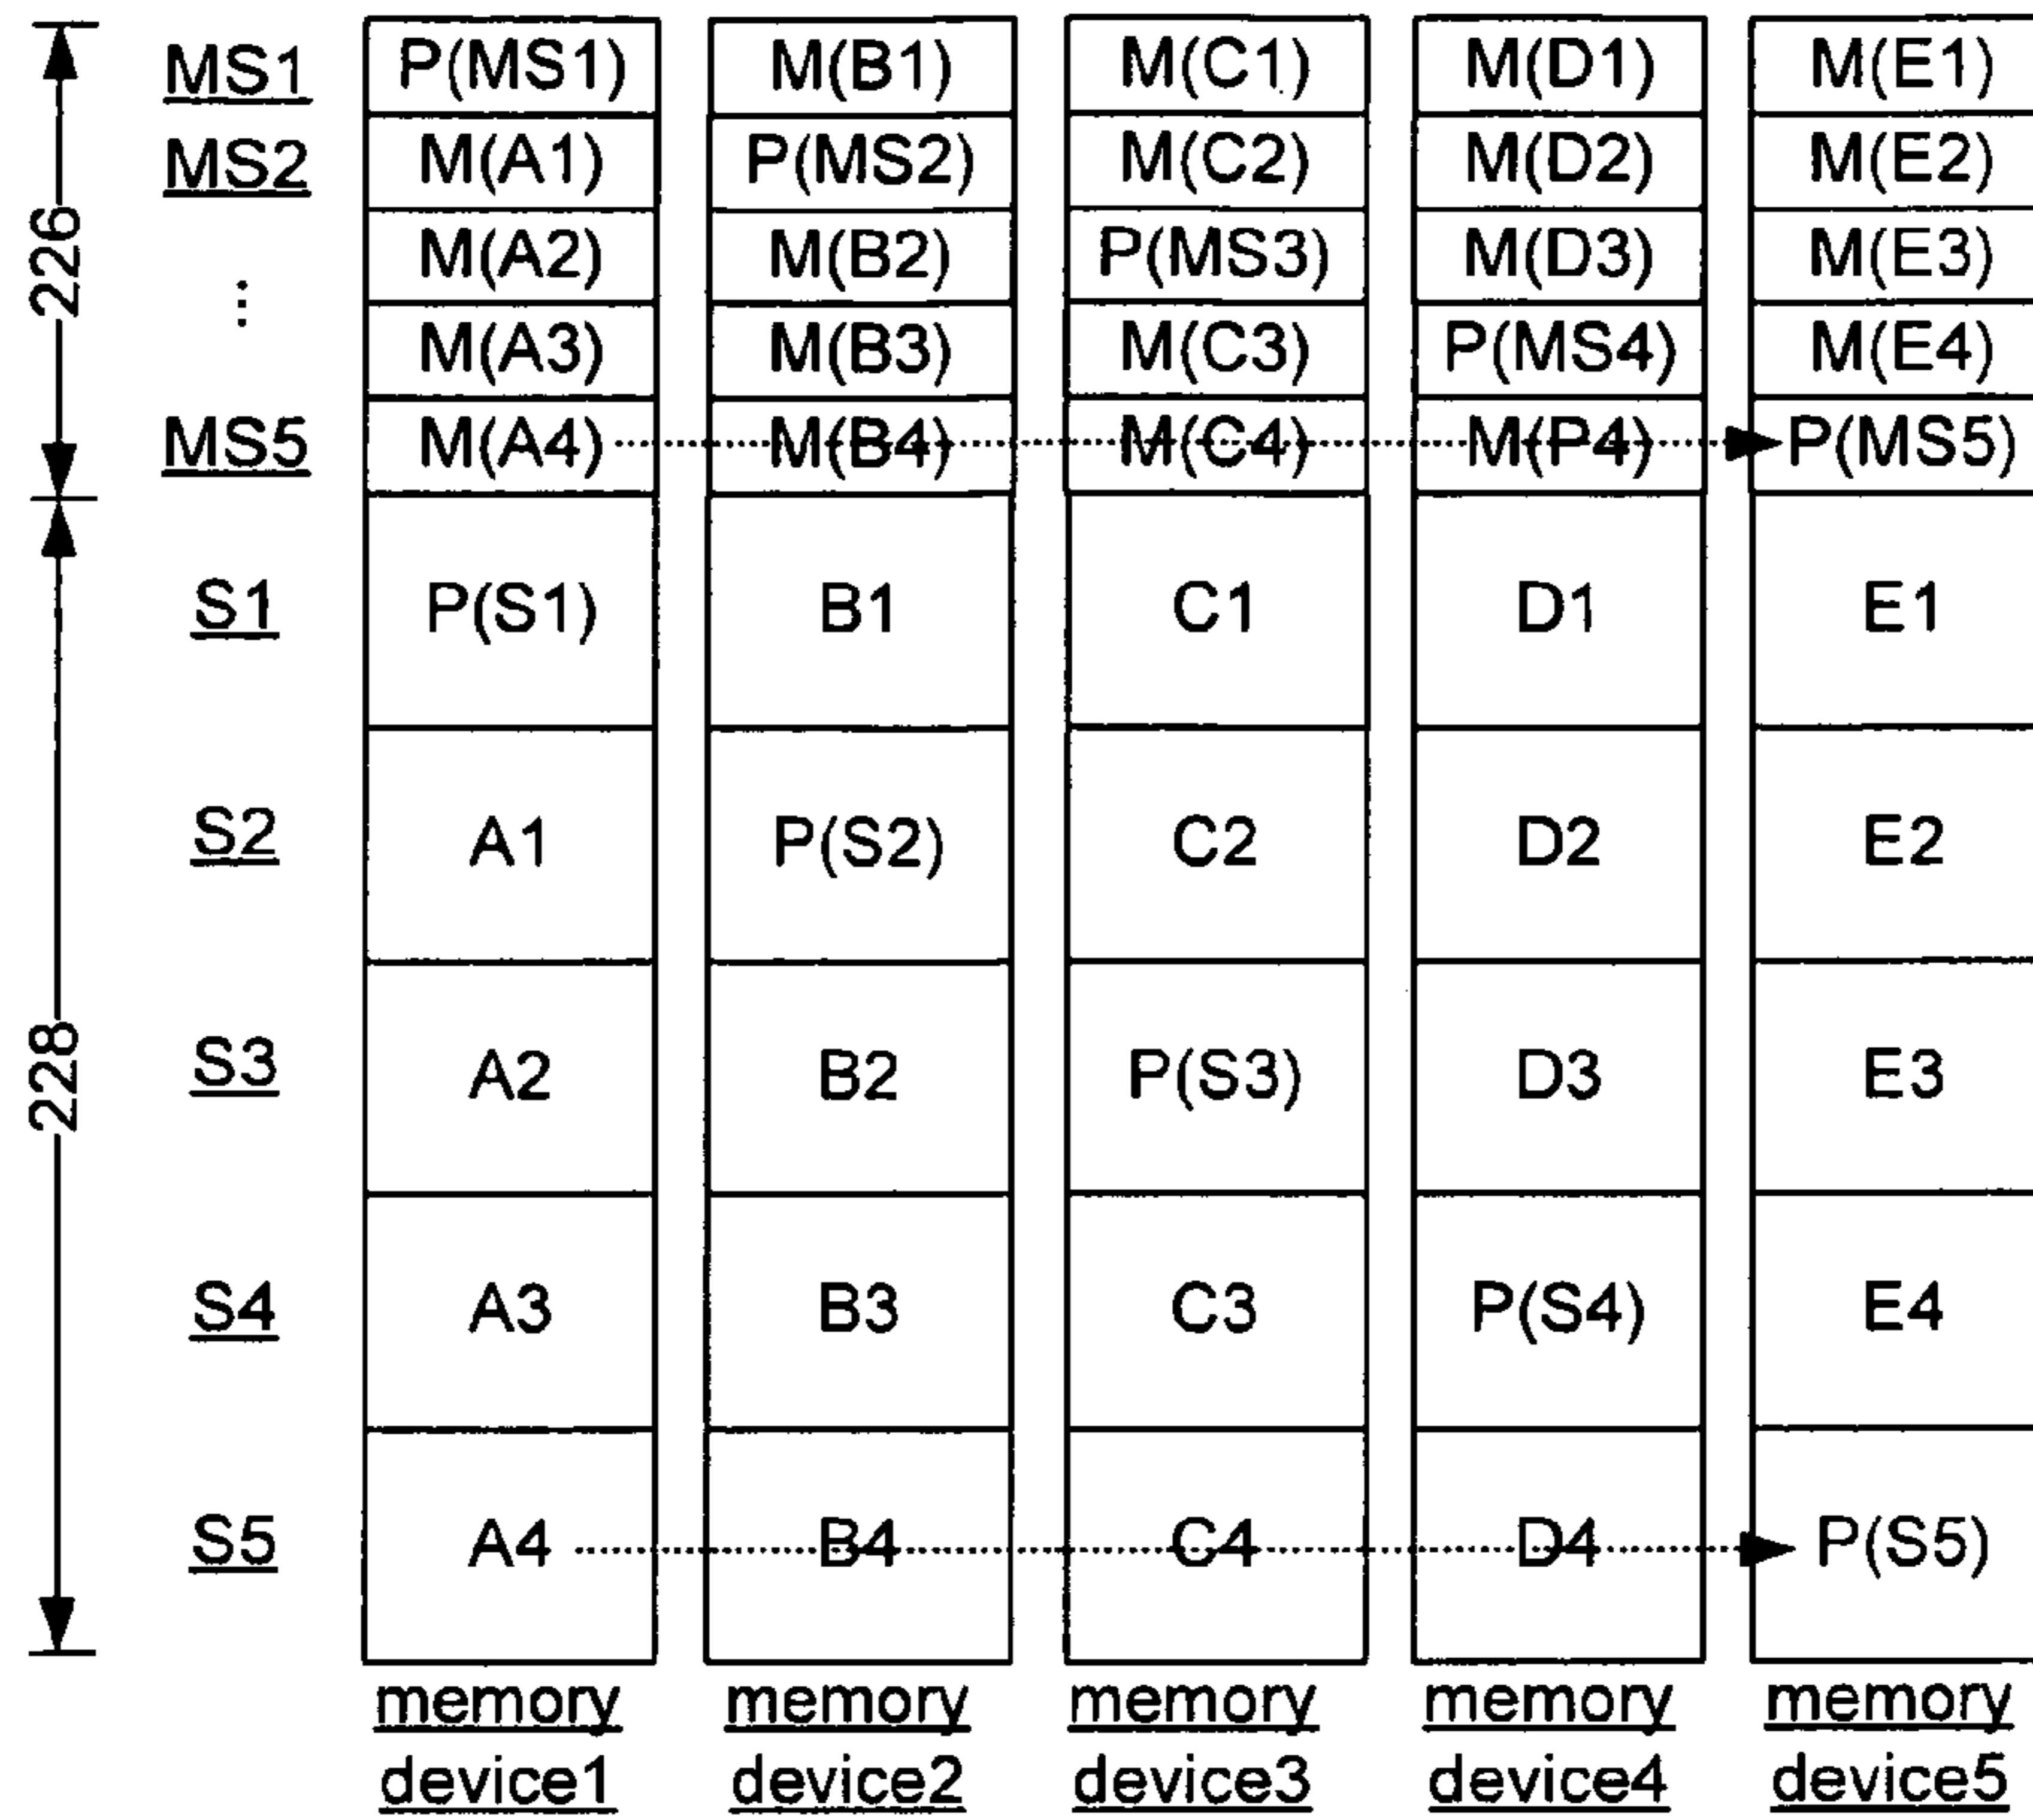 MS1 P(MS1) M(B1) M(C1) M(D1) M(E1)
MS2 M(A1) P(MS2) M(C2) M(D2) M(E2)
226 ⋮ M(A2) M(B2) P(MS3) M(D3) M(E3)
M(A3) M(B3) M(C3) P(MS4) M(E4)
MS5 M(A4) M(B4) M(C4) M(P4) P(MS5)
S1 P(S1) B1 C1 D1 E1
S2 A1 P(S2) C2 D2 E2
228 S3 A2 B2 P(S3) D3 E3
S4 A3 B3 C3 P(S4) E4
S5 A4 B4 C4 D4 P(S5)
memory memory memory memory memory
device1 device2 device3 device4 device5